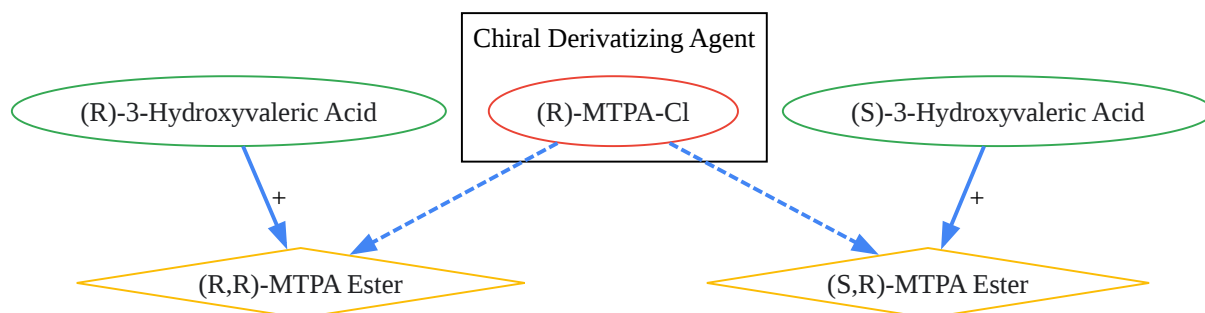 Chiral Derivatizing Agent
(R)-3-Hydroxyvaleric Acid
(R)-MTPA-Cl
(S)-3-Hydroxyvaleric Acid
+
+
(R,R)-MTPA Ester
(S,R)-MTPA Ester